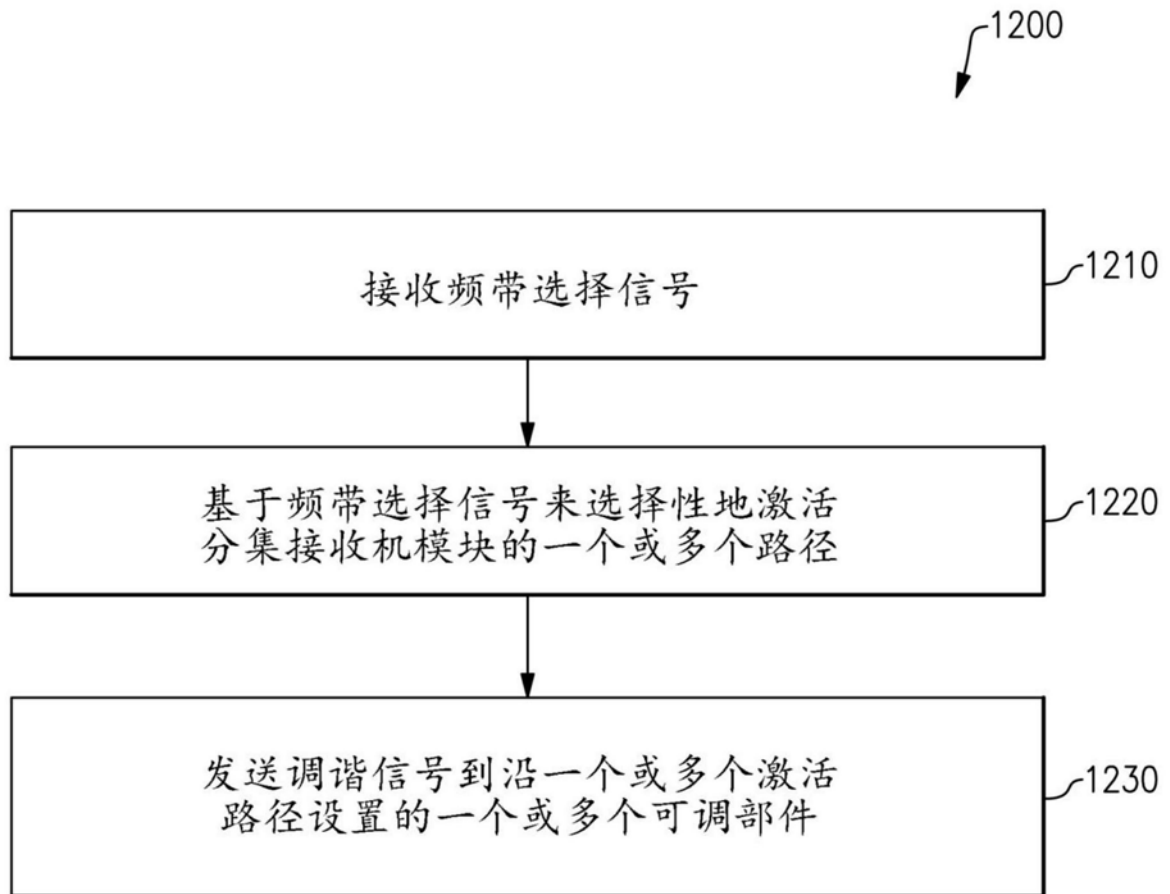 1200
接收频带选择信号
1210
基于频带选择信号来选择性地激活
分集接收机模块的一个或多个路径
1220
发送调谐信号到沿一个或多个激活
路径设置的一个或多个可调部件
1230